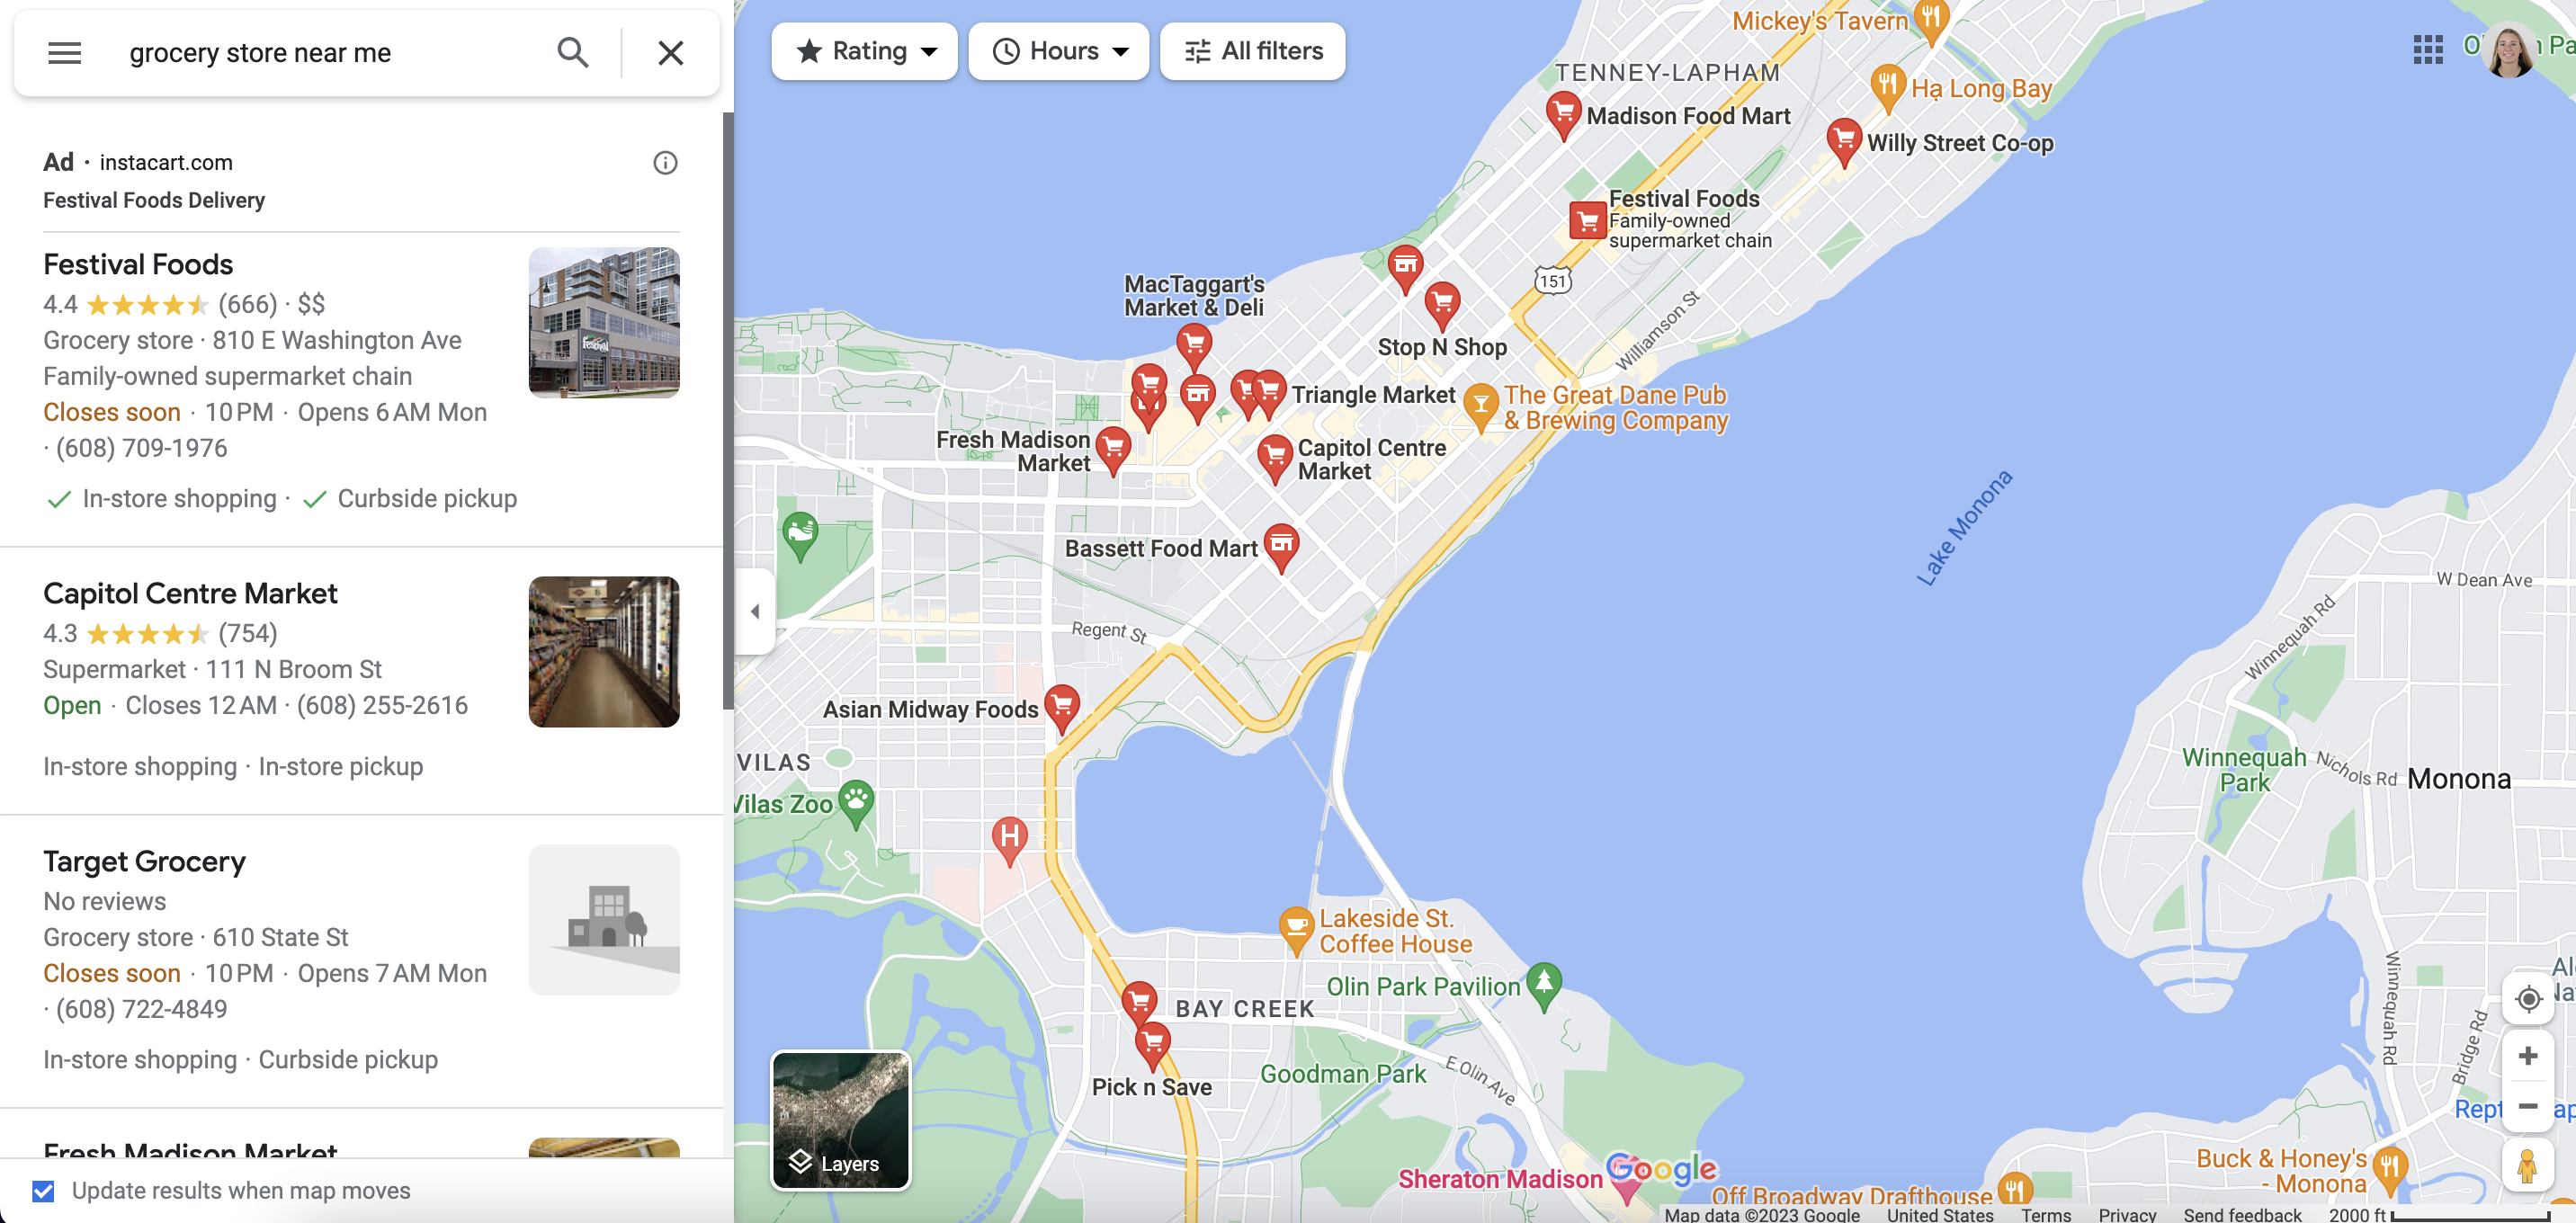 grocery store near me
Ad · instacart.com
Festival Foods Delivery
Festival Foods
4.4 (666) · $$
Grocery store · 810 E Washington Ave
Family-owned supermarket chain
Closes soon · 10 PM · Opens 6 AM Mon
· (608) 709-1976
In-store shopping · Curbside pickup
Capitol Centre Market
4.3 (754)
Supermarket · 111 N Broom St
Open · Closes 12 AM · (608) 255-2616
In-store shopping · In-store pickup
Target Grocery
No reviews
Grocery store · 610 State St
Closes soon · 10 PM · Opens 7 AM Mon
· (608) 722-4849
In-store shopping · Curbside pickup
Fresh Madison Market
Update results when map moves
Rating
Hours
All filters
Mickey's Tavern
TENNEY-LAPHAM
Hạ Long Bay
Madison Food Mart
Willy Street Co-op
Festival Foods
Family-owned
supermarket chain
151
MacTaggart's
Market & Deli
Stop N Shop
Williamson St
Triangle Market
The Great Dane Pub
& Brewing Company
Fresh Madison
Market
Capitol Centre
Market
Lake Monona
Bassett Food Mart
W Dean Ave
Winnequah Rd
Regent St
Asian Midway Foods
VILAS
Vilas Zoo
H
Winnequah
Park
Nichols Rd
Monona
Lakeside St.
Coffee House
Olin Park Pavilion
BAY CREEK
Winnequah Rd
Bridge Rd
Pick n Save
Goodman Park
E Olin Ave
Layers
Sheraton Madison
Google
Off Broadway Drafthouse
Buck & Honey's
- Monona
Map data ©2023 Google United States Terms Privacy Send feedback 2000 ft